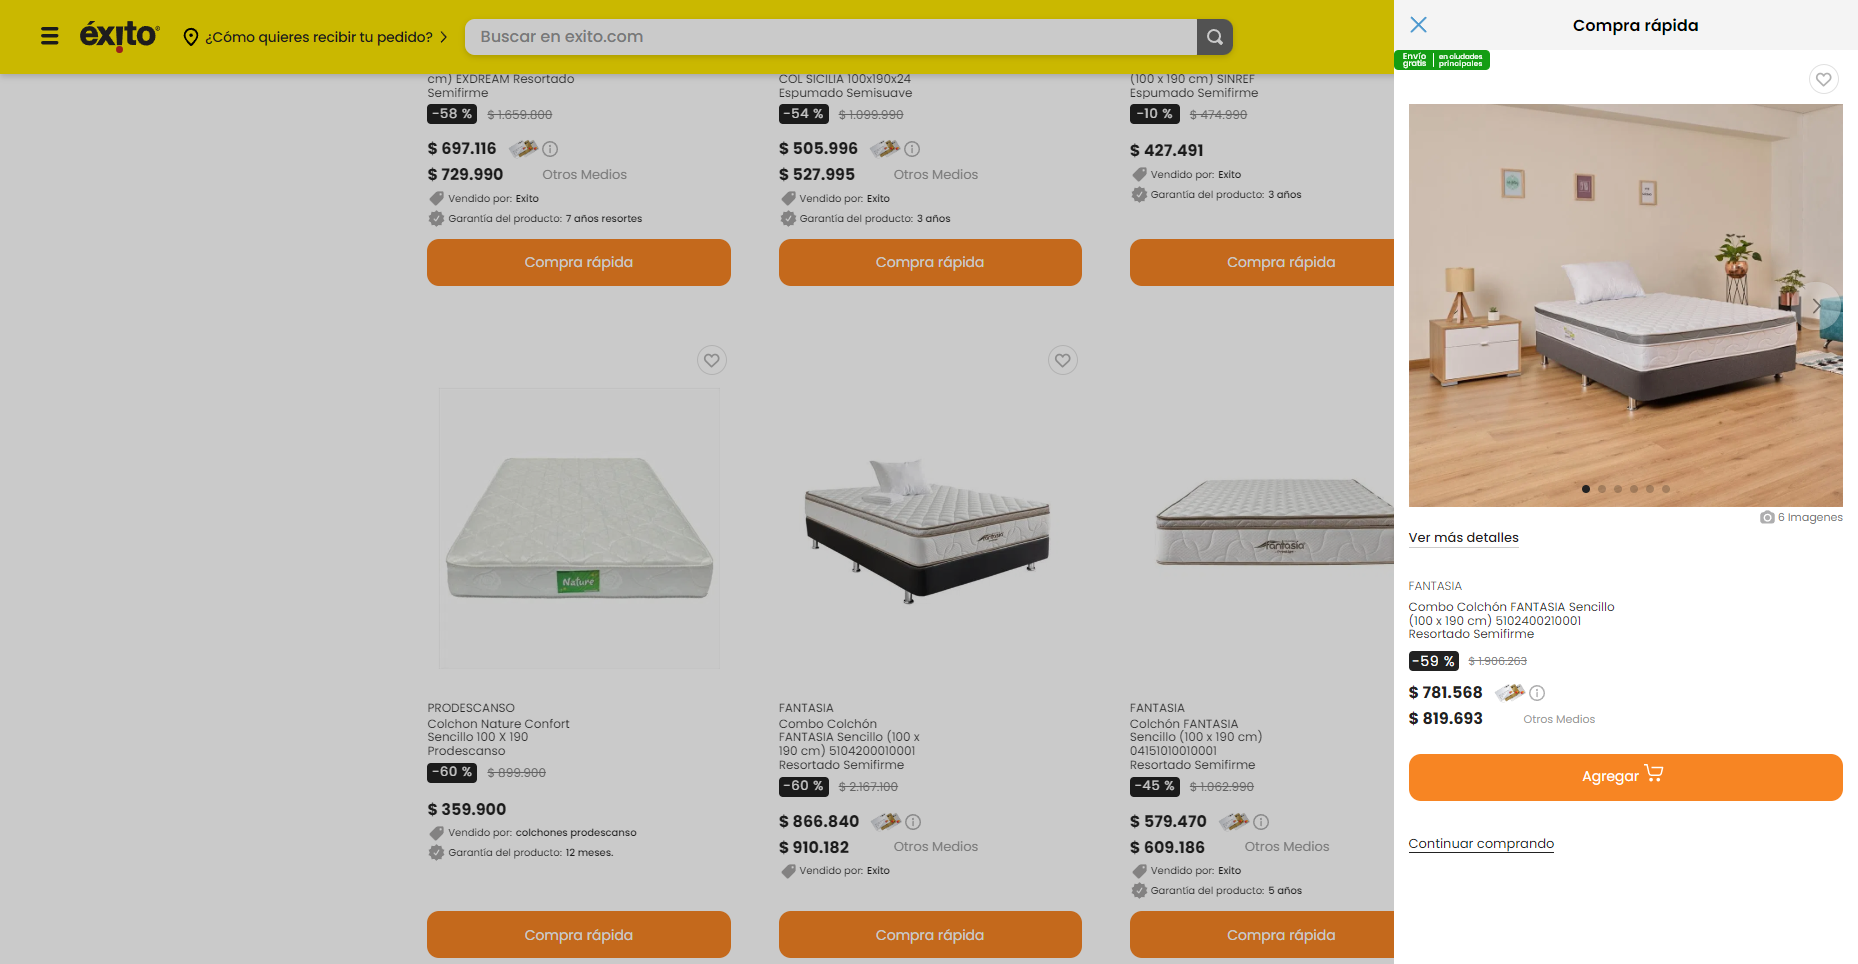 éxito
¿Cómo quieres recibir tu pedido?
Buscar en exito.com
cm) EXDREAM Resortado
Semifirme
-58 % $ 1.659.800
$ 697.116
$ 729.990 Otros Medios
Vendido por: Exito
Garantía del producto: 7 años resortes
Compra rápida
COL SICILIA 100x190x24
Espumado Semisuave
-54 % $ 1.099.990
$ 505.996
$ 527.995 Otros Medios
Vendido por: Exito
Garantía del producto: 3 años
Compra rápida
(100 x 190 cm) SINREF
Espumado Semifirme
-10 % $ 474.990
$ 427.491
Vendido por: Exito
Garantía del producto: 3 años
Compra rápida
Nature
PRODESCANSO
Colchon Nature Confort
Sencillo 100 X 190
Prodescanso
-60 % $ 899.900
$ 359.900
Vendido por: colchones prodescanso
Garantía del producto: 12 meses.
Compra rápida
fantasía
FANTASIA
Combo Colchón
FANTASIA Sencillo (100 x
190 cm) 5104200010001
Resortado Semifirme
-60 % $ 2.167.100
$ 866.840
$ 910.182 Otros Medios
Vendido por: Exito
Compra rápida
fantasía
FANTASIA
Colchón FANTASIA
Sencillo (100 x 190 cm)
04151010010001
Resortado Semifirme
-45 % $ 1.062.990
$ 579.470
$ 609.186 Otros Medios
Vendido por: Exito
Garantía del producto: 5 años
Compra rápida
Compra rápida
Envío gratis en ciudades principales
6 Imagenes
Ver más detalles
FANTASIA
Combo Colchón FANTASIA Sencillo
(100 x 190 cm) 5102400210001
Resortado Semifirme
-59 % $ 1.906.263
$ 781.568
$ 819.693 Otros Medios
Agregar
Continuar comprando